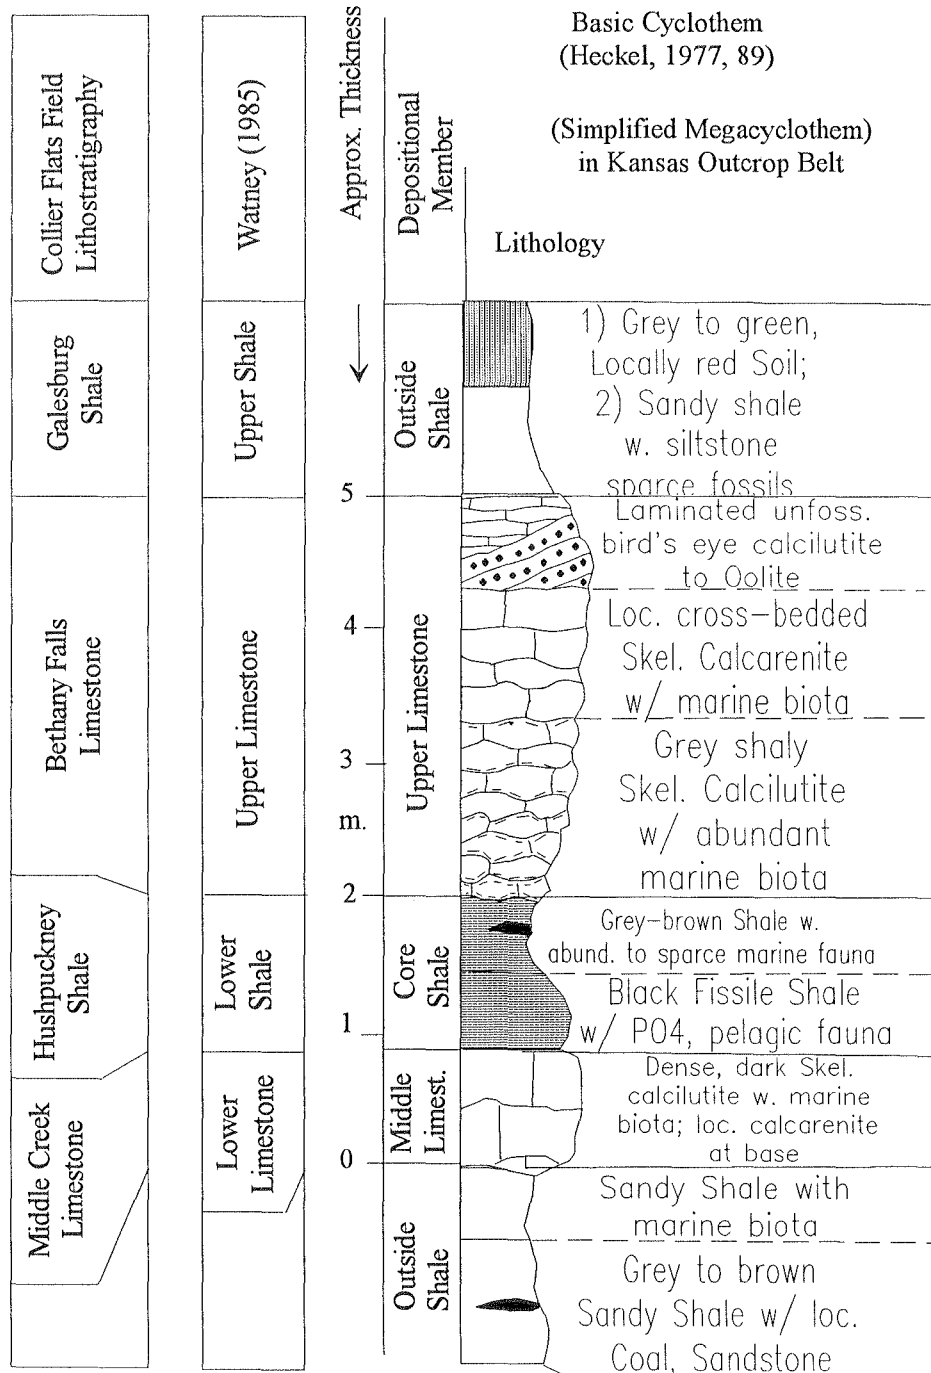 Basic Cyclothem
(Heckel, 1977, 89)
(Simplified Megacyclothem)
in Kansas Outcrop Belt
Collier Flats Field
Lithostratigraphy
Watney (1985)
Approx. Thickness
Depositional
Member
Lithology
Galesburg
Shale
Upper Shale
Outside
Shale
1) Grey to green,
Locally red Soil;
2) Sandy shale
w. siltstone
sparce fossils
5
Bethany Falls
Limestone
Upper Limestone
4
3
m.
2
Upper Limestone
Laminated unfoss.
bird's eye calcilutite
to Oolite
Loc. cross-bedded
Skel. Calcarenite
w/ marine biota
Grey shaly
Skel. Calcilutite
w/ abundant
marine biota
Hushpuckney
Shale
Lower
Shale
1
Core
Shale
Grey-brown Shale w.
abund. to sparce marine fauna
Black Fissile Shale
w/ PO4, pelagic fauna
Middle Creek
Limestone
Lower
Limestone
0
Middle
Limest.
Dense, dark Skel.
calcilutite w. marine
biota; loc. calcarenite
at base
Outside
Shale
Sandy Shale with
marine biota
Grey to brown
Sandy Shale w/ loc.
Coal, Sandstone